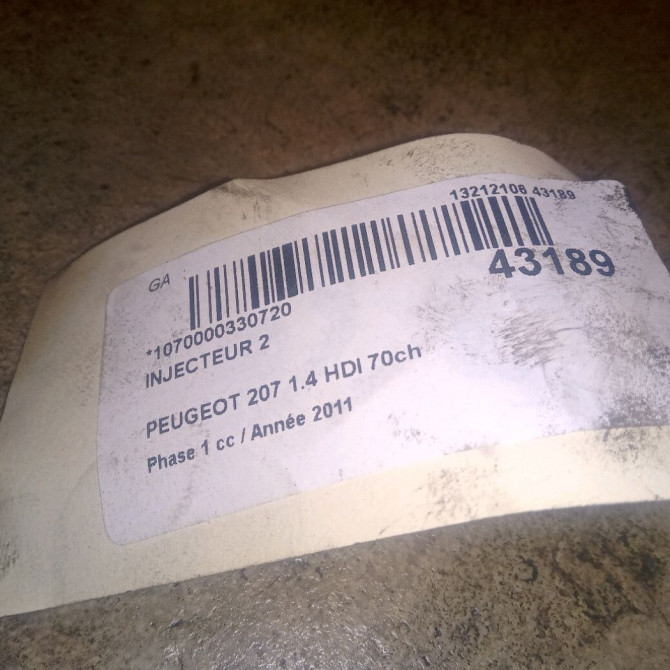 13212108 43189
GA
43189
*1070000330720
INJECTEUR 2
PEUGEOT 207 1.4 HDI 70ch
Phase 1 cc / Année 2011